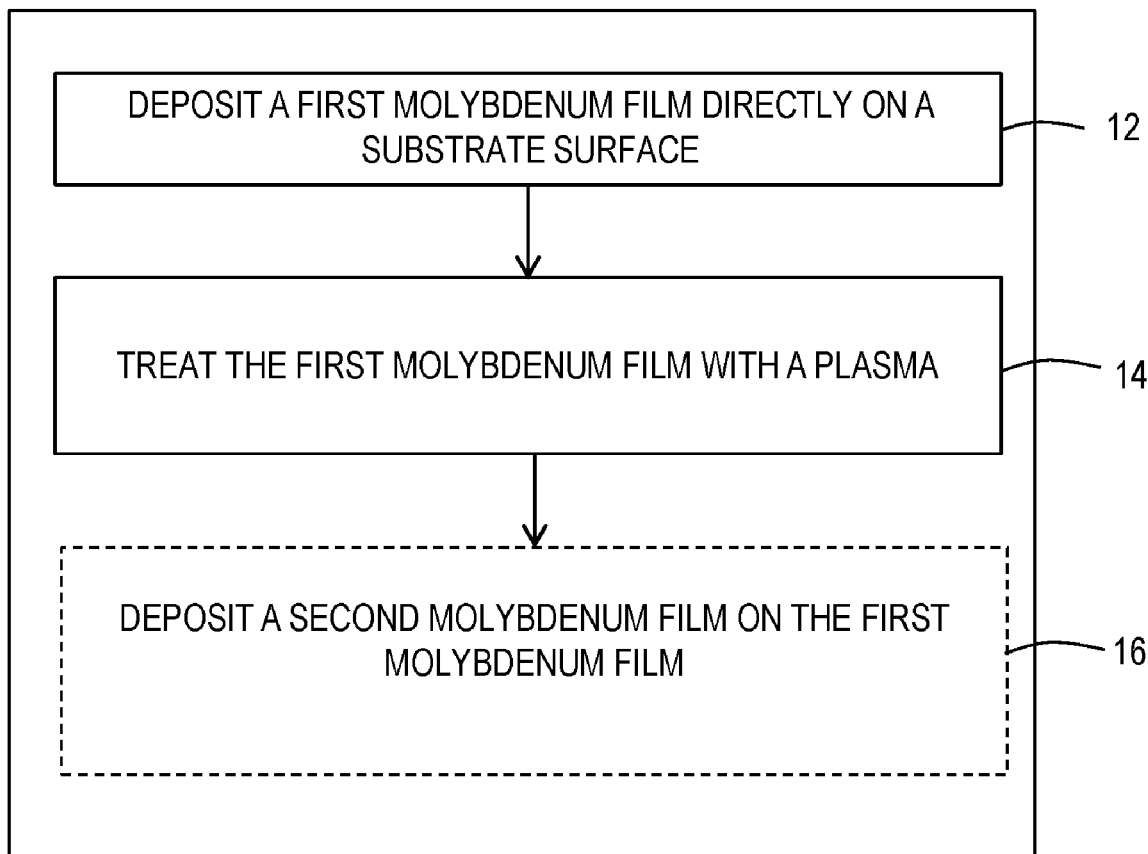 DEPOSIT A FIRST MOLYBDENUM FILM DIRECTLY ON A
SUBSTRATE SURFACE
12
TREAT THE FIRST MOLYBDENUM FILM WITH A PLASMA
14
DEPOSIT A SECOND MOLYBDENUM FILM ON THE FIRST
MOLYBDENUM FILM
16